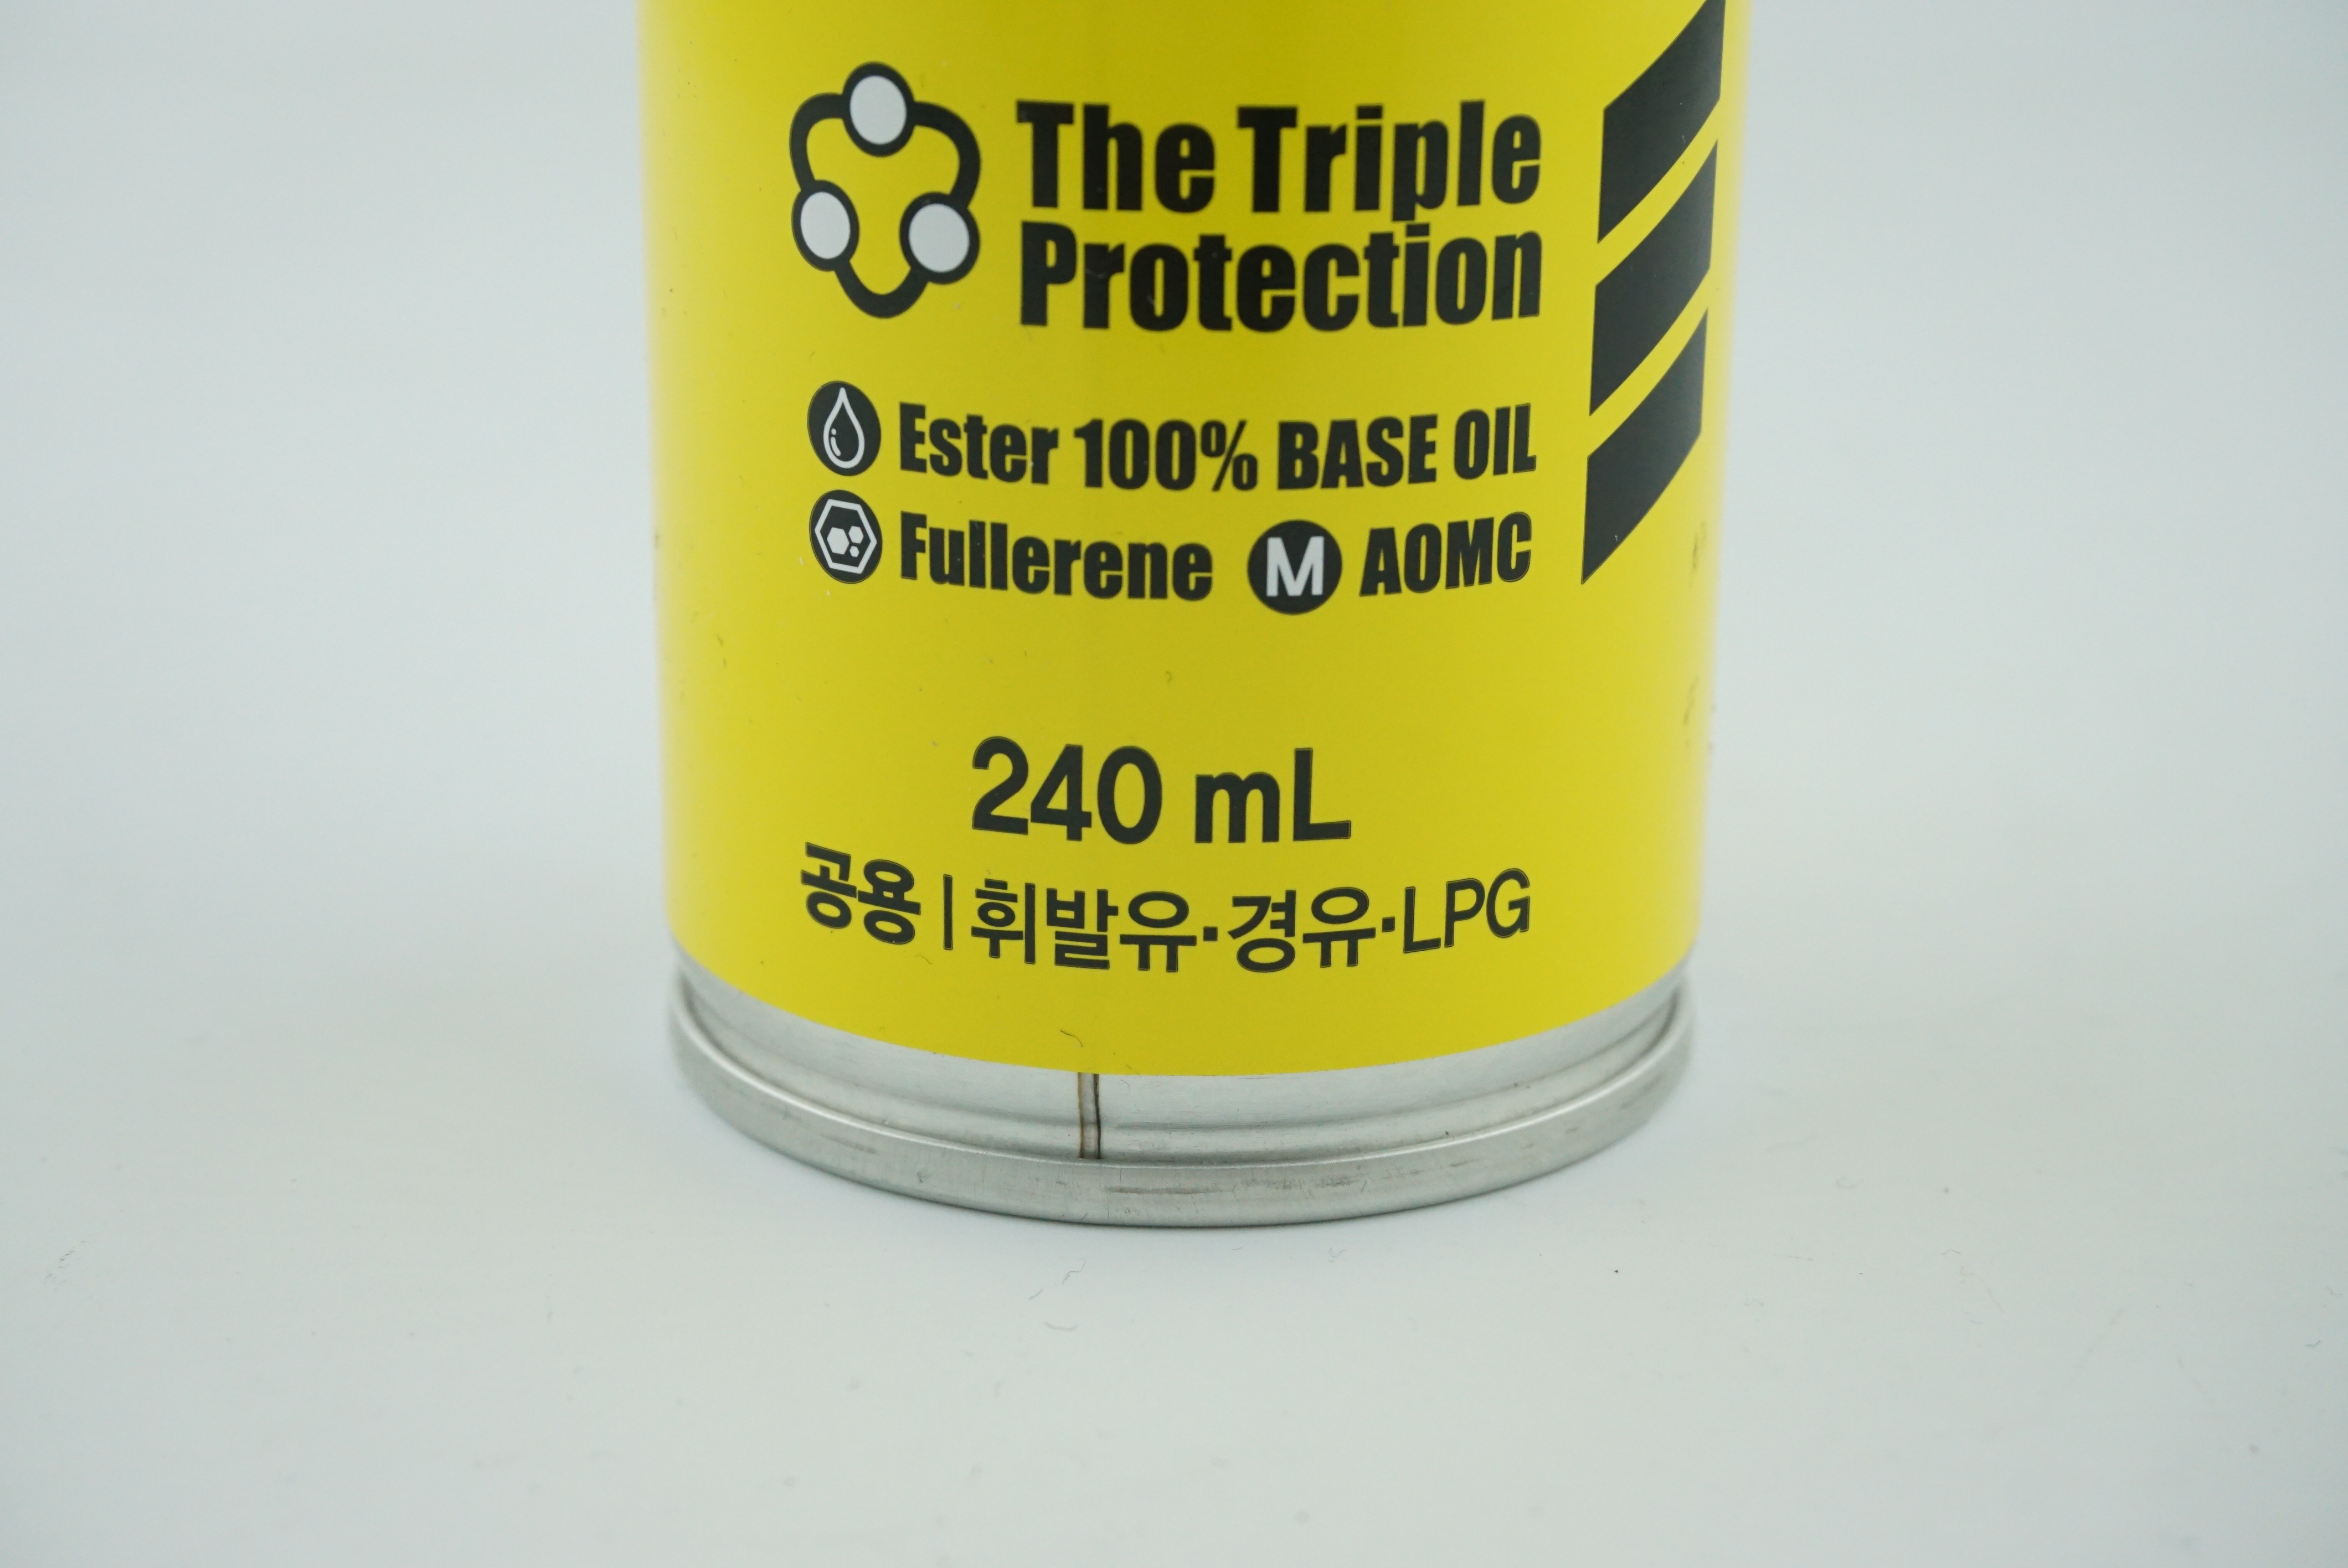 The Triple
Protection
Ester 100% BASE OIL
Fullerene M AOMC
240 mL
공용 | 휘발유·경유·LPG